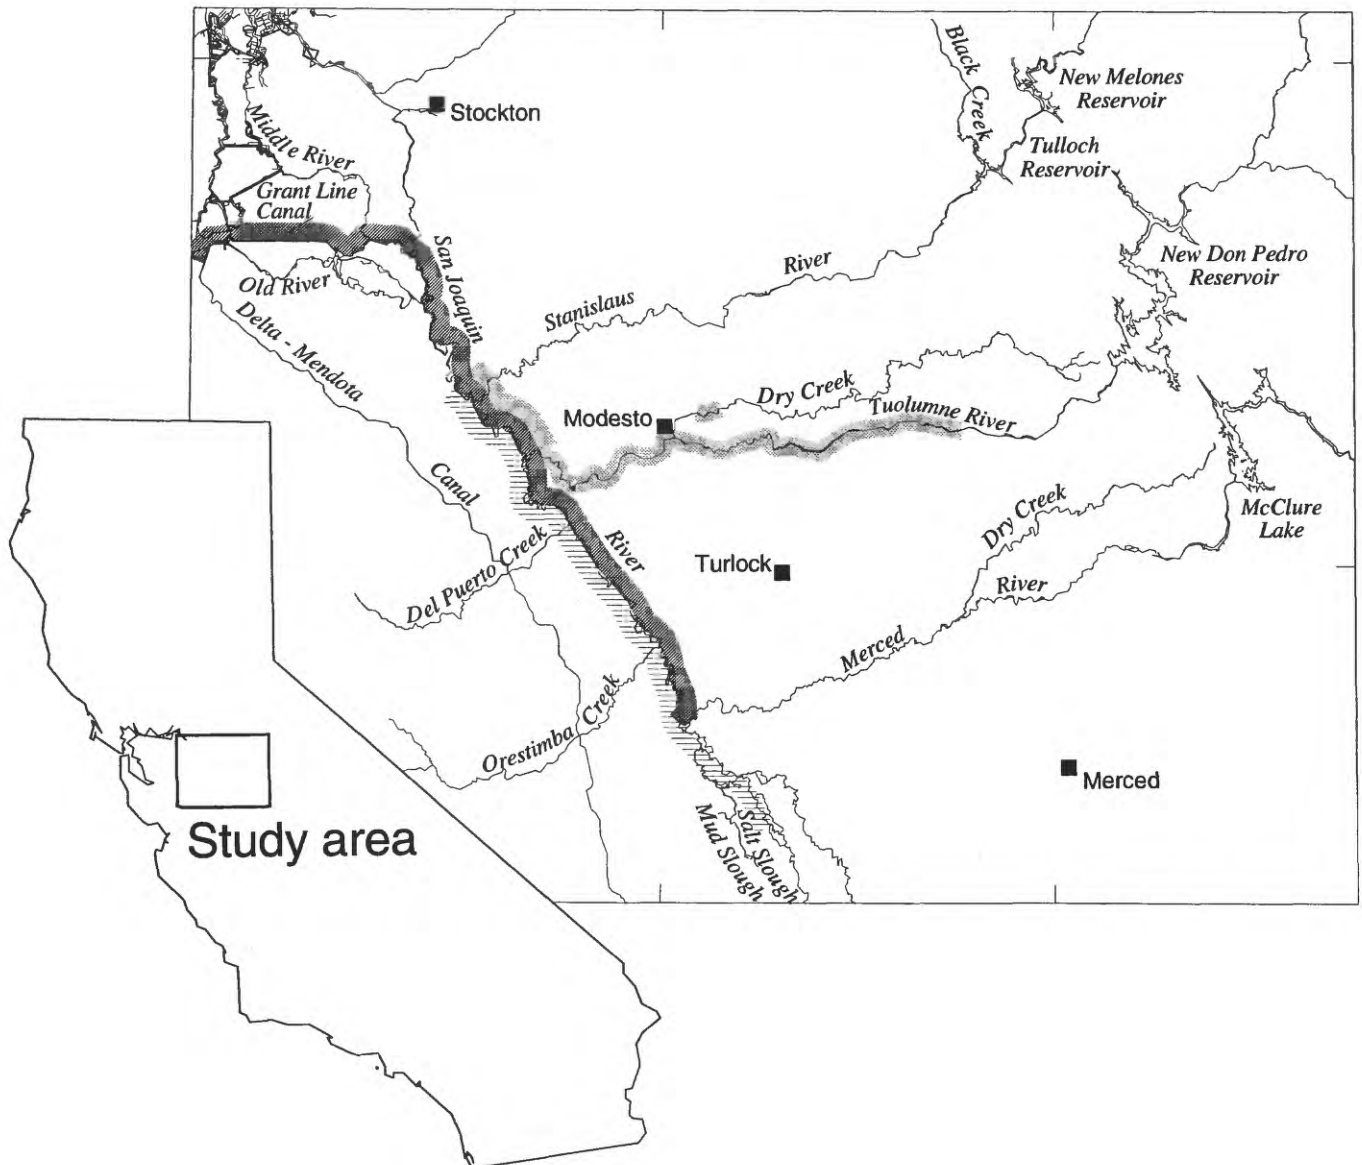 Black Creek
New Melones
Reservoir
Stockton
Middle River
Tulloch
Reservoir
Grant Line
Canal
San Joaquin
River
New Don Pedro
Reservoir
Old River
Stanislaus
Delta - Mendota
Dry Creek
Modesto
Tuolumne River
Canal
Dry Creek
McClure
Lake
River
Turlock
Del Puerto Creek
River
Merced
Orestimba Creek
Merced
Study area
Mud Slough
Salt Slough